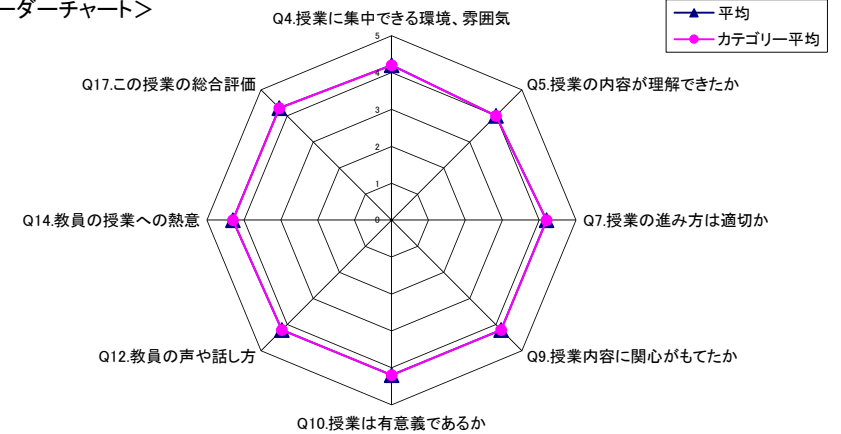 ーダーチャート＞
平均
カテゴリー平均
Q4.授業に集中できる環境、雰囲気
Q5.授業の内容が理解できたか
Q7.授業の進み方は適切か
Q9.授業内容に関心がもてたか
Q10.授業は有意義であるか
Q12.教員の声や話し方
Q14.教員の授業への熱意
Q17.この授業の総合評価
5
4
3
2
1
0